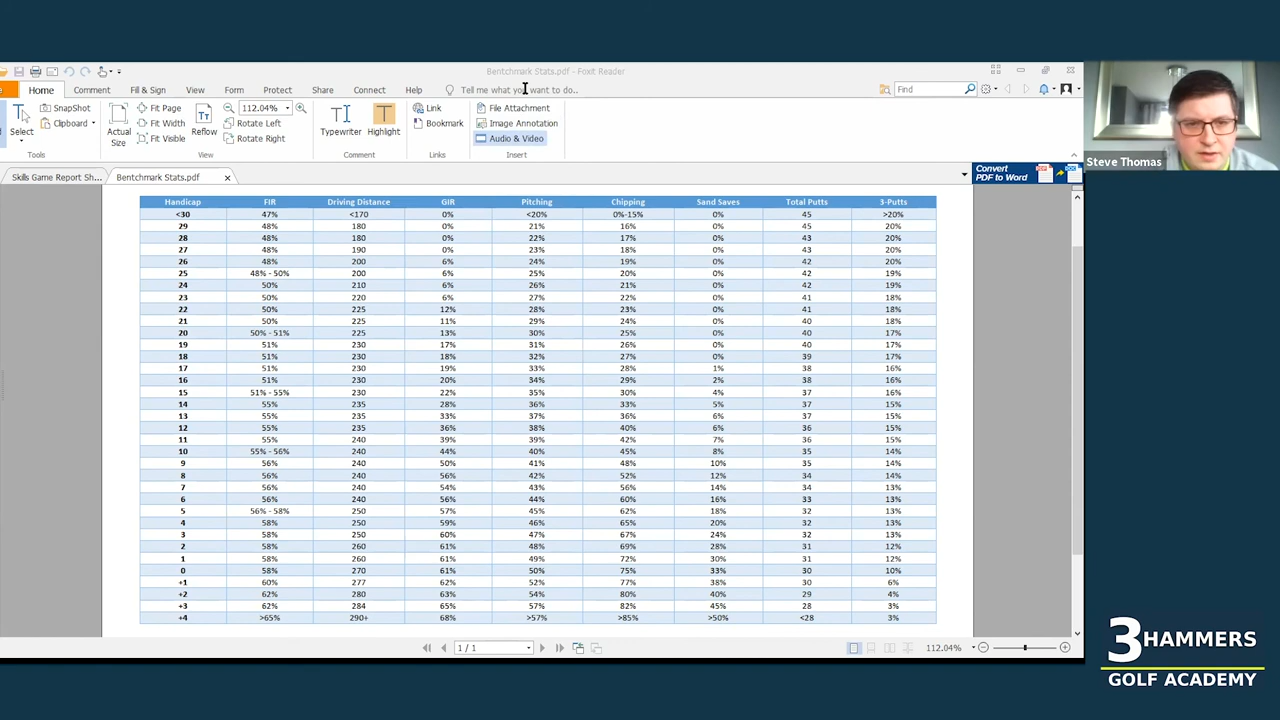 Bentchmark Stats.pdf - Foxit Reader
Home Comment Fill & Sign View Form Protect Share Connect Help Tell me what you want to do.. Find
SnapShot
Clipboard
Select
Tools
Actual Size
Fit Page
Fit Width
Fit Visible
Reflow
112.04%
Rotate Left
Rotate Right
View
Typewriter
Highlight
Comment
Link
Bookmark
Links
File Attachment
Image Annotation
Audio & Video
Insert
Steve Thomas
Skills Game Report Sh...
Bentchmark Stats.pdf
Convert
PDF to Word
Handicap FIR Driving Distance GIR Pitching Chipping Sand Saves Total Putts 3-Putts
<30 47% <170 0% <20% 0%-15% 0% 45 >20%
29 48% 180 0% 21% 16% 0% 45 20%
28 48% 180 0% 22% 17% 0% 43 20%
27 48% 190 0% 23% 18% 0% 43 20%
26 48% 200 6% 24% 19% 0% 42 20%
25 48% - 50% 200 6% 25% 20% 0% 42 19%
24 50% 210 6% 26% 21% 0% 42 19%
23 50% 220 6% 27% 22% 0% 41 18%
22 50% 225 12% 28% 23% 0% 41 18%
21 50% 225 11% 29% 24% 0% 40 18%
20 50% - 51% 225 13% 30% 25% 0% 40 17%
19 51% 230 17% 31% 26% 0% 40 17%
18 51% 230 18% 32% 27% 0% 39 17%
17 51% 230 19% 33% 28% 1% 38 16%
16 51% 230 20% 34% 29% 2% 38 16%
15 51% - 55% 230 22% 35% 30% 4% 37 16%
14 55% 235 28% 36% 33% 5% 37 15%
13 55% 235 33% 37% 36% 6% 37 15%
12 55% 235 36% 38% 40% 6% 36 15%
11 55% 240 39% 39% 42% 7% 36 15%
10 55% - 56% 240 44% 40% 45% 8% 35 14%
9 56% 240 50% 41% 48% 10% 35 14%
8 56% 240 56% 42% 52% 12% 34 14%
7 56% 240 54% 43% 56% 14% 34 13%
6 56% 240 56% 44% 60% 16% 33 13%
5 56% - 58% 250 57% 45% 62% 18% 32 13%
4 58% 250 59% 46% 65% 20% 32 13%
3 58% 250 60% 47% 67% 24% 32 13%
2 58% 260 61% 48% 69% 28% 31 12%
1 58% 260 61% 49% 72% 30% 31 12%
0 58% 270 61% 50% 75% 33% 30 10%
+1 60% 277 62% 52% 77% 38% 30 6%
+2 62% 280 63% 54% 80% 40% 29 4%
+3 62% 284 65% 57% 82% 45% 28 3%
+4 >65% 290+ 68% >57% >85% >50% <28 3%
1 / 1
112.04%
3 HAMMERS
GOLF ACADEMY